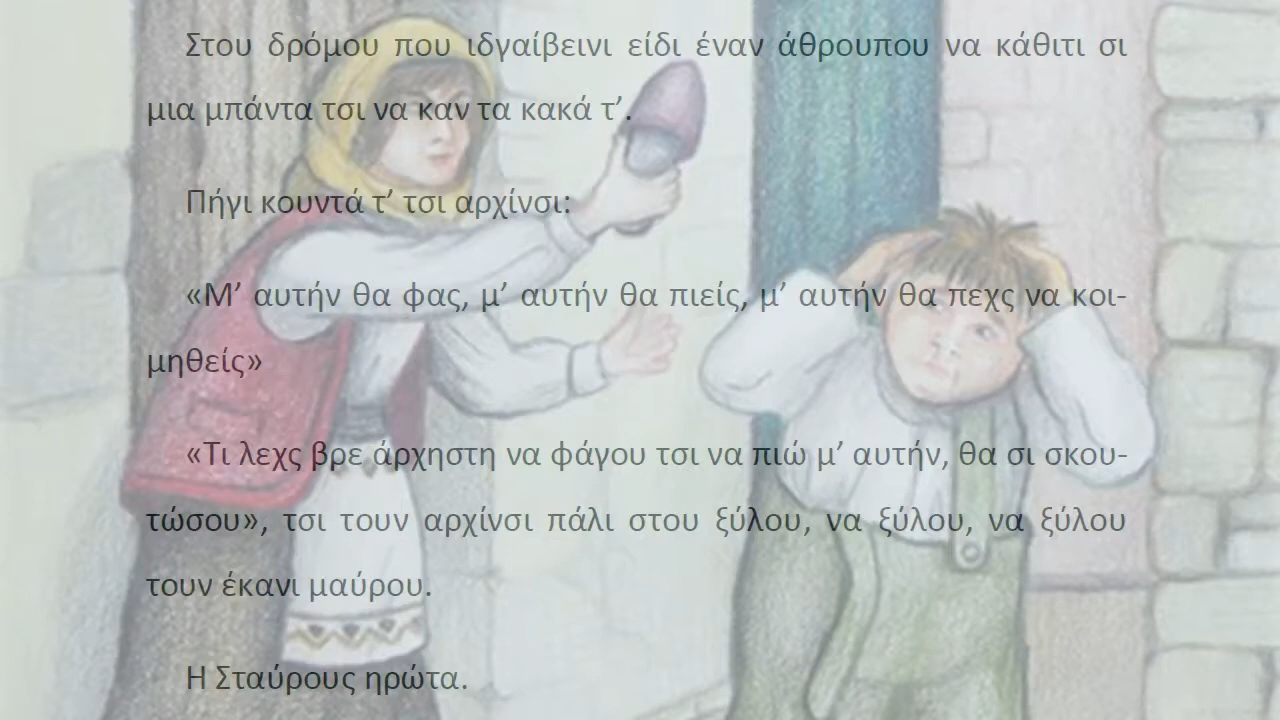 Στου δρόμου που ιδγαίβεινι είδι έναν άθρουπου να κάθιτι σι
μια μπάντα τσι να καν τα κακά τ’.
Πήγι κουντά τ’ τσι αρχίνσι:
«Μ’ αυτήν θα φας, μ’ αυτήν θα πιείς, μ’ αυτήν θα πεχς να κοι-
μηθείς»
«Τι λεχς βρε άρχηστη να φάγου τσι να πιώ μ’ αυτήν, θα σι σκου-
τώσου», τσι τουν αρχίνσι πάλι στου ξύλου, να ξύλου, να ξύλου
τουν έκανι μαύρου.
Η Σταύρους ηρώτα.